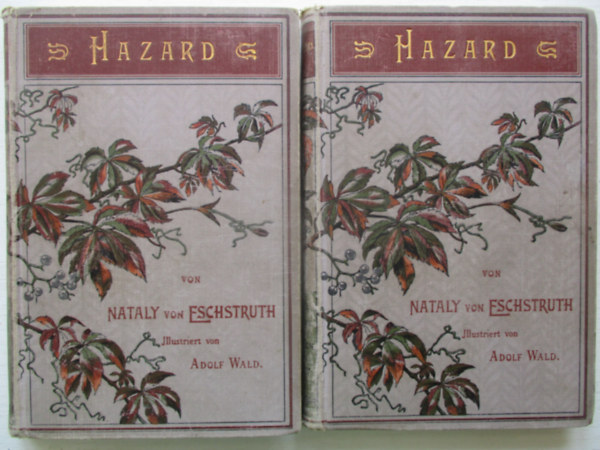 HAZARD
VON
NATALY VON ESCHSTRUTH
Illustriert von
ADOLF WALD.
HAZARD
VON
NATALY VON ESCHSTRUTH
Illustriert von
ADOLF WALD.